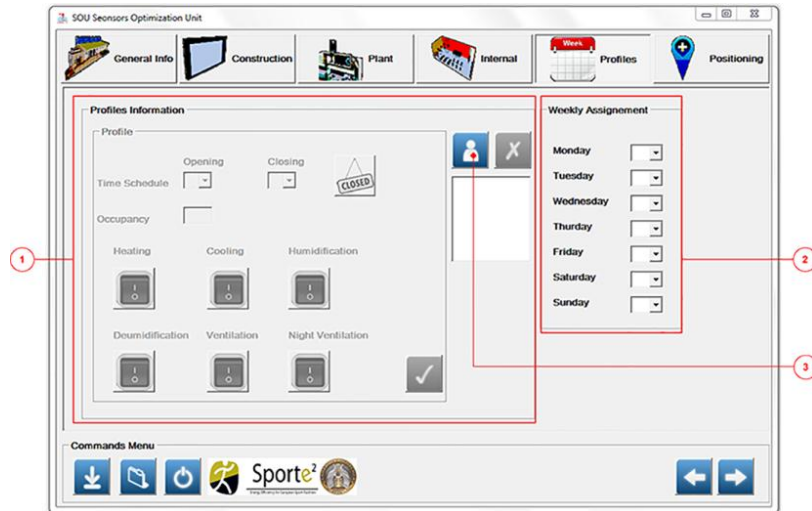 SOU Seonsors Optimization Unit
General Info
Construction
Plant
Internal
Week
Profiles
Positioning
Profiles Information
Profile
Opening
Closing
Time Schedule
CLOSED
Occupancy
Heating
Cooling
Humidification
Deumidification
Ventilation
Night Ventilation
X
Weekly Assignement
Monday
Tuesday
Wednesday
Thurday
Friday
Saturday
Sunday
1
2
3
Commands Menu
Sporte²